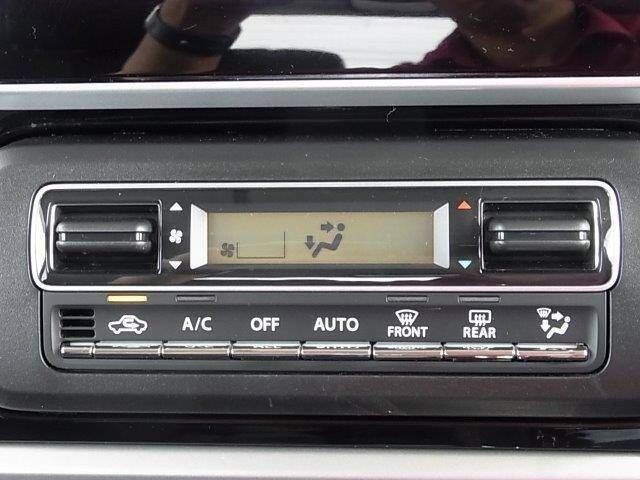 A/C OFF AUTO FRONT REAR